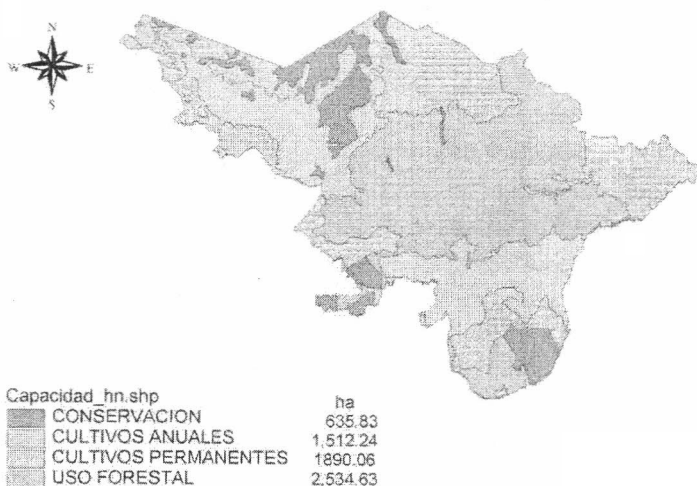 N
W E
S
Capacidad_hn.shp ha
CONSERVACION 635.83
CULTIVOS ANUALES 1,512.24
CULTIVOS PERMANENTES 1890.06
USO FORESTAL 2,534.63